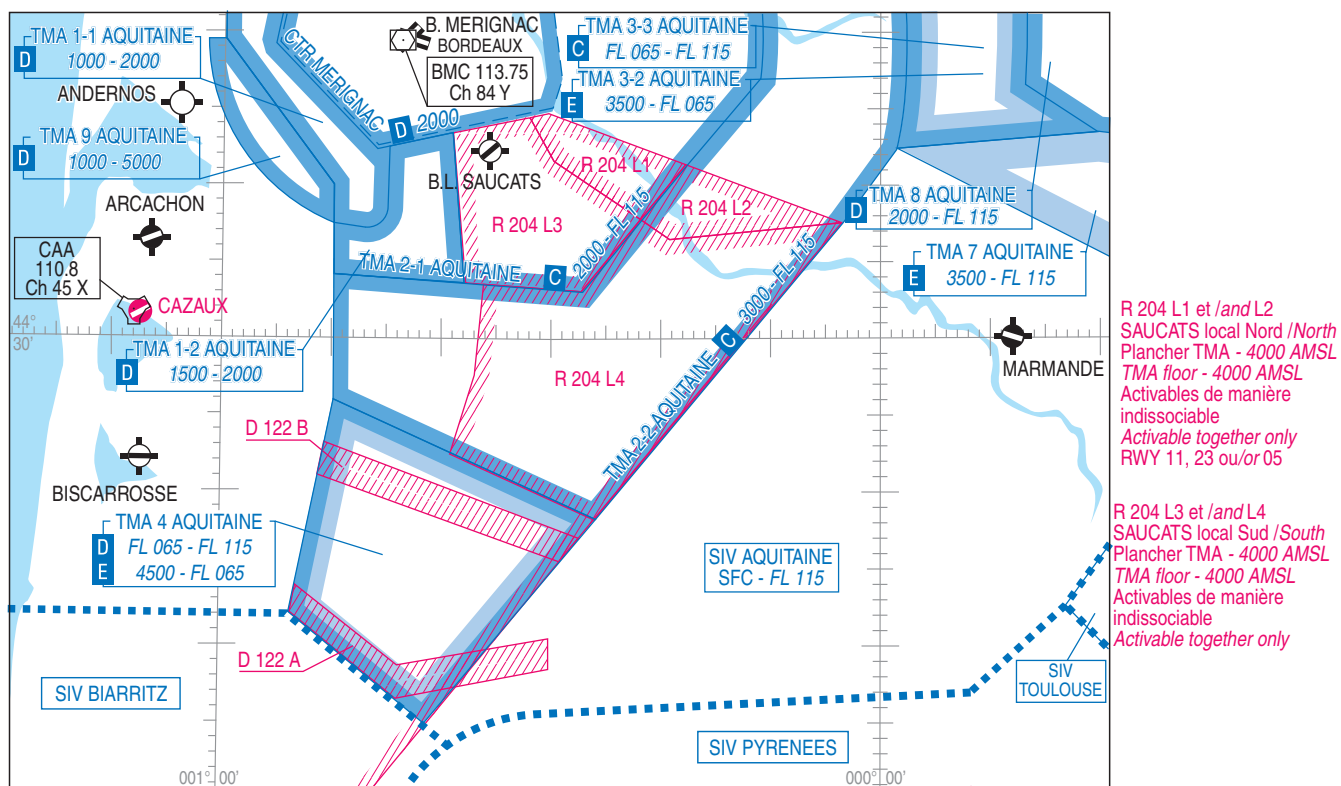 TMA 1-1 AQUITAINE
D 1000 - 2000
ANDERNOS
TMA 9 AQUITAINE
D 1000 - 5000
ARCACHON
CAA
110.8
Ch 45 X
CAZAUX
44°
30'
TMA 1-2 AQUITAINE
D 1500 - 2000
BISCARROSSE
CTR MERIGNAC
D 2000
B. MERIGNAC
BORDEAUX
BMC 113.75
Ch 84 Y
B.L. SAUCATS
TMA 3-3 AQUITAINE
C FL 065 - FL 115
TMA 3-2 AQUITAINE
E 3500 - FL 065
R 204 L1
R 204 L2
R 204 L3
TMA 2-1 AQUITAINE C 2000 - FL 115
R 204 L4
TMA 2-2 AQUITAINE C 3000 - FL 115
TMA 8 AQUITAINE
D 2000 - FL 115
TMA 7 AQUITAINE
E 3500 - FL 115
MARMANDE
D 122 B
TMA 4 AQUITAINE
D FL 065 - FL 115
E 4500 - FL 065
D 122 A
SIV AQUITAINE
SFC - FL 115
SIV BIARRITZ
SIV PYRENEES
SIV
TOULOUSE
001° 00'
000° 00'
R 204 L1 et /and L2
SAUCATS local Nord /North
Plancher TMA - 4000 AMSL
TMA floor - 4000 AMSL
Activables de manière
indissociable
Activable together only
RWY 11, 23 ou/or 05
R 204 L3 et /and L4
SAUCATS local Sud /South
Plancher TMA - 4000 AMSL
TMA floor - 4000 AMSL
Activables de manière
indissociable
Activable together only